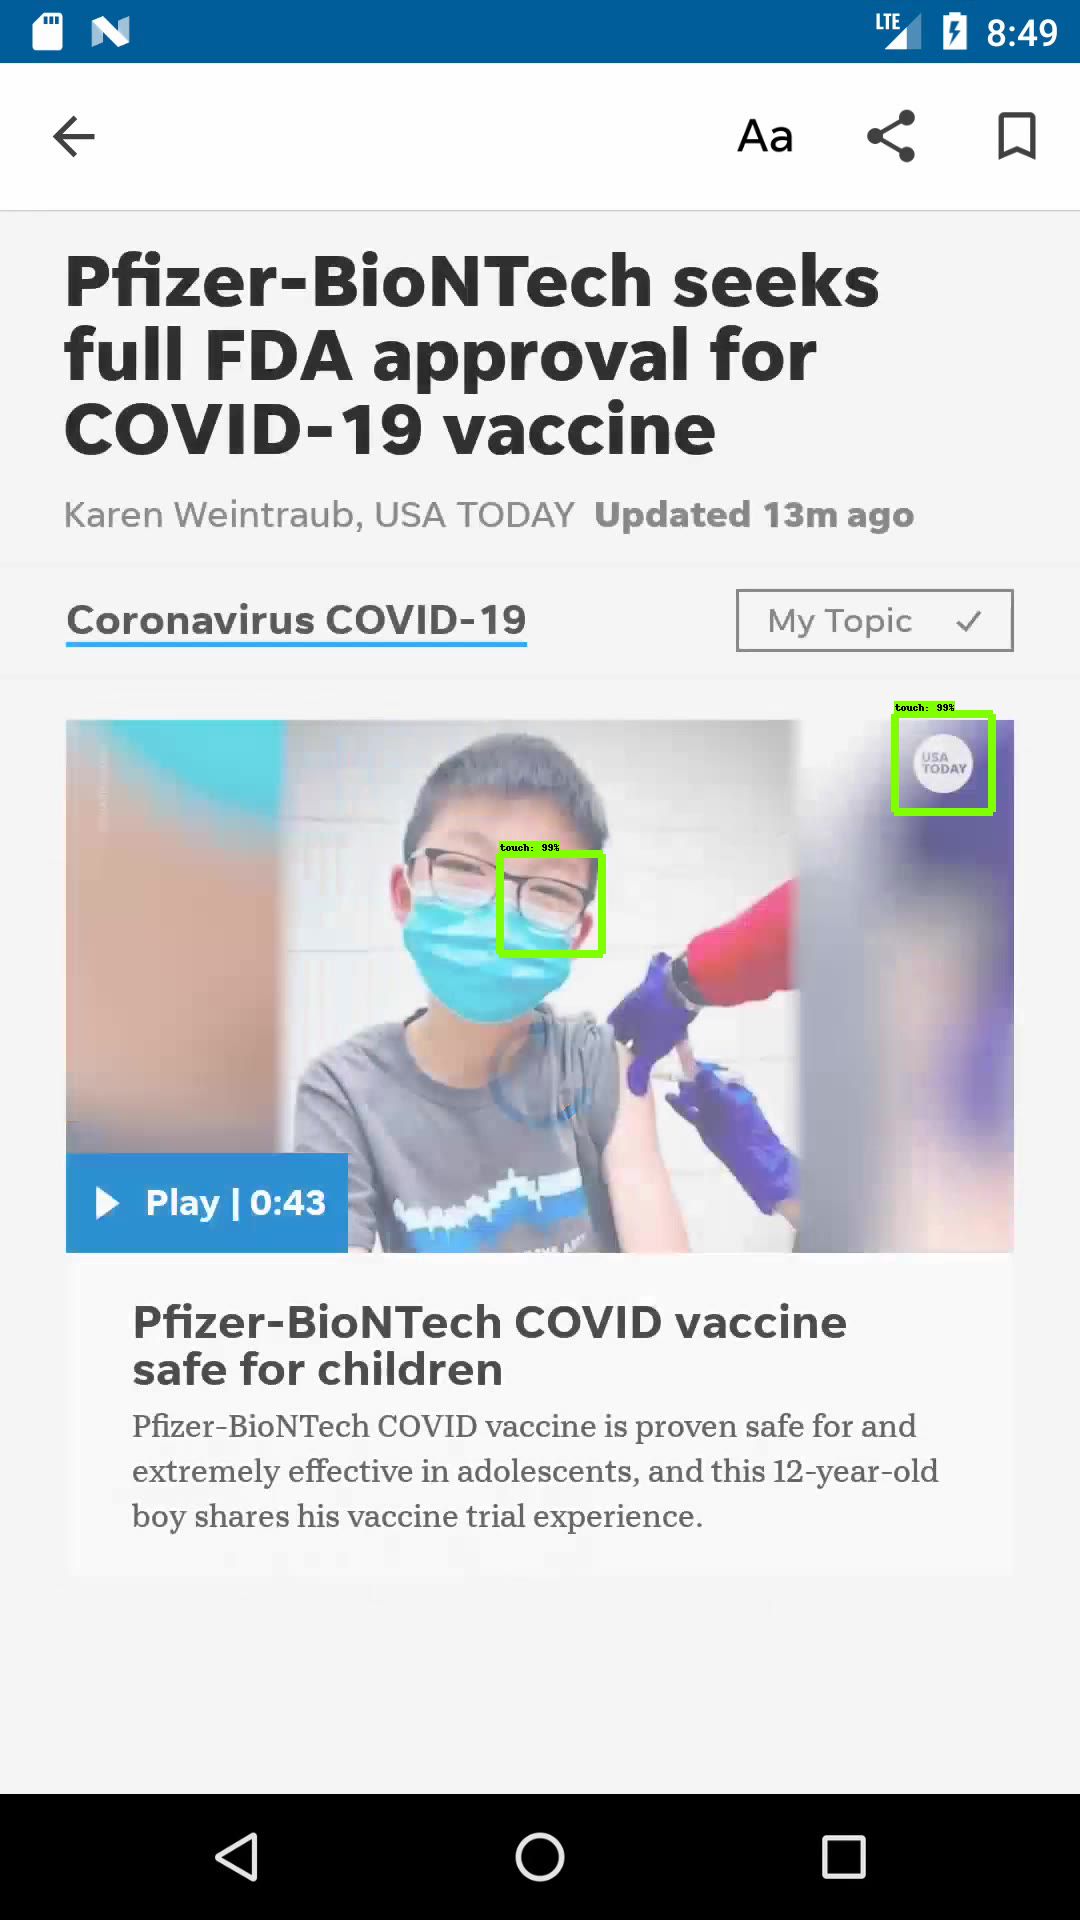 LTE 8:49
Aa
Pfizer-BioNTech seeks
full FDA approval for
COVID-19 vaccine
Karen Weintraub, USA TODAY Updated 13m ago
Coronavirus COVID-19
My Topic
touch: 99%
USA
TODAY
touch: 99%
Play | 0:43
Pfizer-BioNTech COVID vaccine
safe for children
Pfizer-BioNTech COVID vaccine is proven safe for and
extremely effective in adolescents, and this 12-year-old
boy shares his vaccine trial experience.